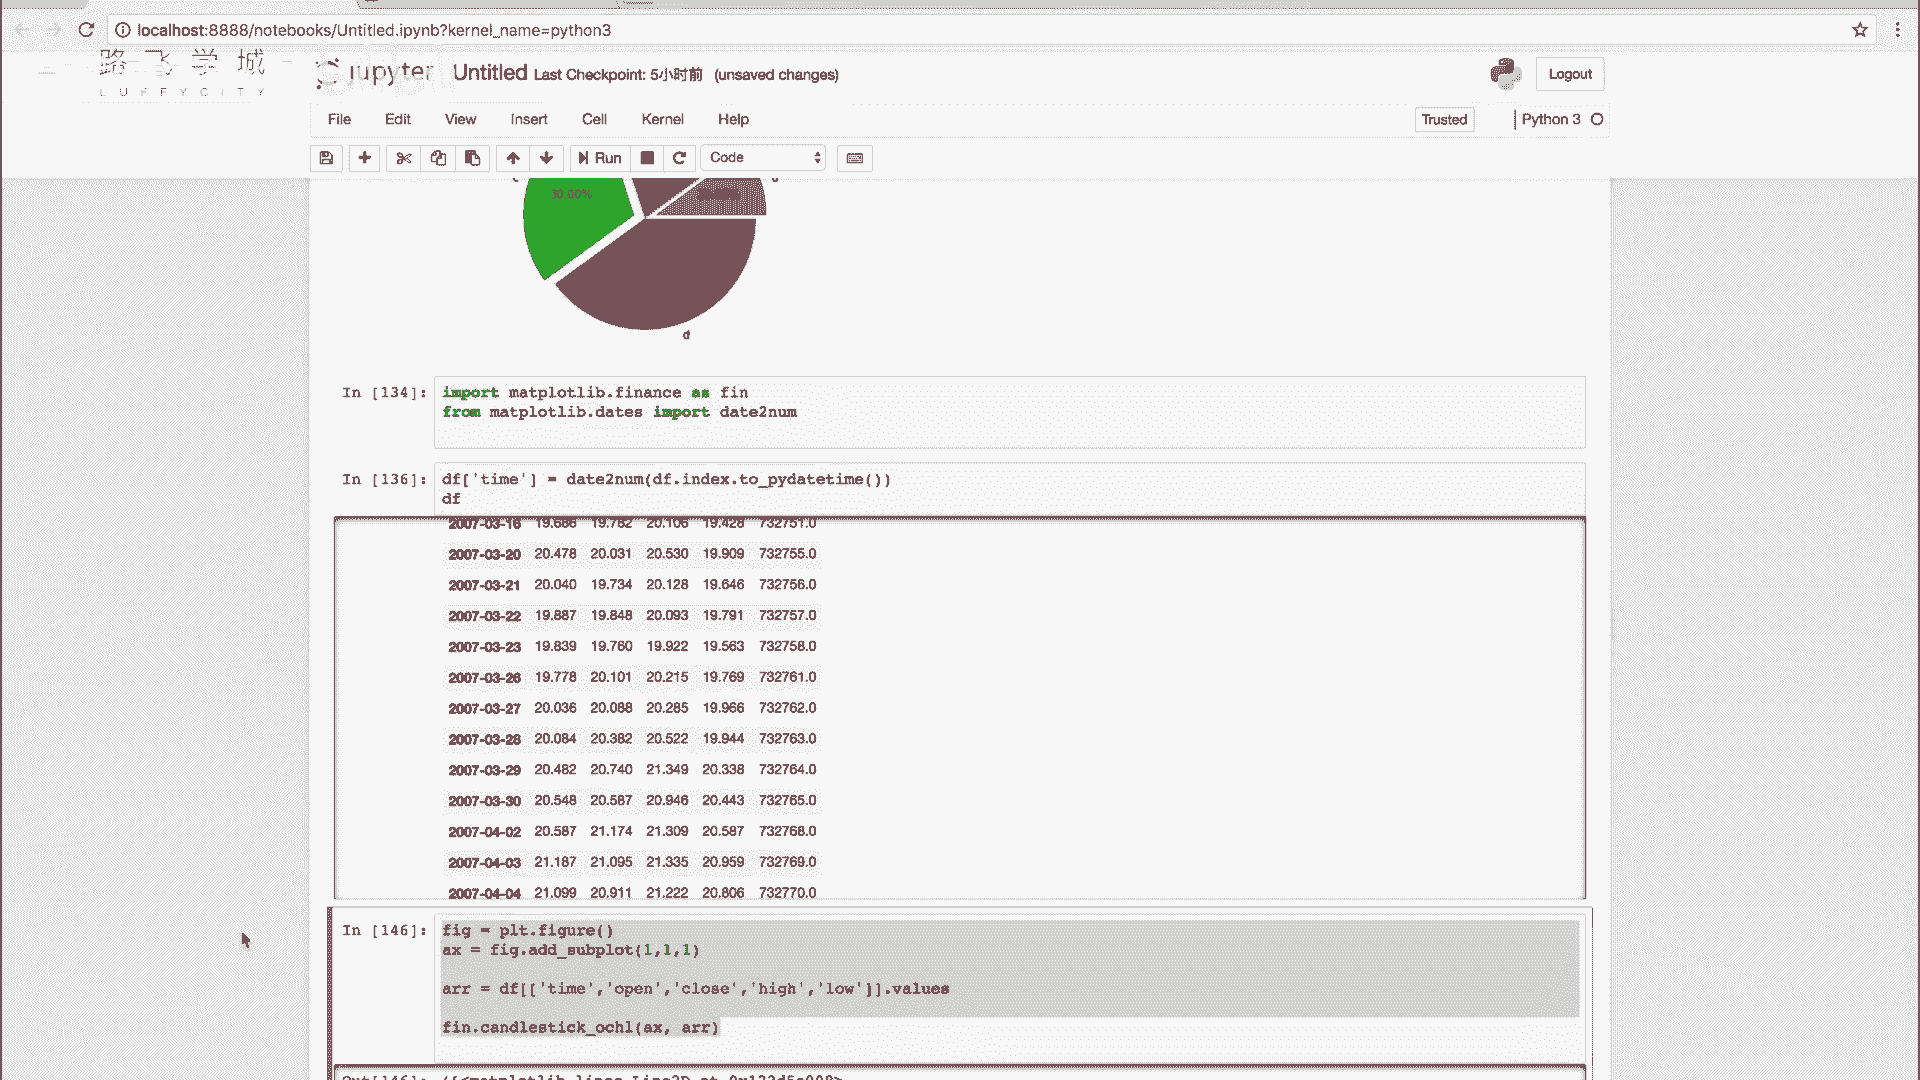 localhost:8888/notebooks/Untitled.ipynb?kernel_name=python3
路飞学城
LUFFYCITY
Jupyter Untitled Last Checkpoint: 5小时前 (unsaved changes)
Logout
File Edit View Insert Cell Kernel Help
Trusted Python 3
Run Code
30.00%
d
In [134]: import matplotlib.finance as fin
from matplotlib.dates import date2num
In [136]: df['time'] = date2num(df.index.to_pydatetime())
df
2007-03-16 19.686 19.782 20.106 19.428 732751.0
2007-03-20 20.478 20.031 20.530 19.909 732755.0
2007-03-21 20.040 19.734 20.128 19.646 732756.0
2007-03-22 19.887 19.848 20.093 19.791 732757.0
2007-03-23 19.839 19.760 19.922 19.563 732758.0
2007-03-26 19.778 20.101 20.215 19.769 732761.0
2007-03-27 20.036 20.088 20.285 19.966 732762.0
2007-03-28 20.084 20.382 20.522 19.944 732763.0
2007-03-29 20.482 20.740 21.349 20.338 732764.0
2007-03-30 20.548 20.587 20.946 20.443 732765.0
2007-04-02 20.587 21.174 21.309 20.587 732768.0
2007-04-03 21.187 21.095 21.335 20.959 732769.0
2007-04-04 21.099 20.911 21.222 20.806 732770.0
In [146]: fig = plt.figure()
ax = fig.add_subplot(1,1,1)
arr = df[['time','open','close','high','low']].values
fin.candlestick_ochl(ax, arr)